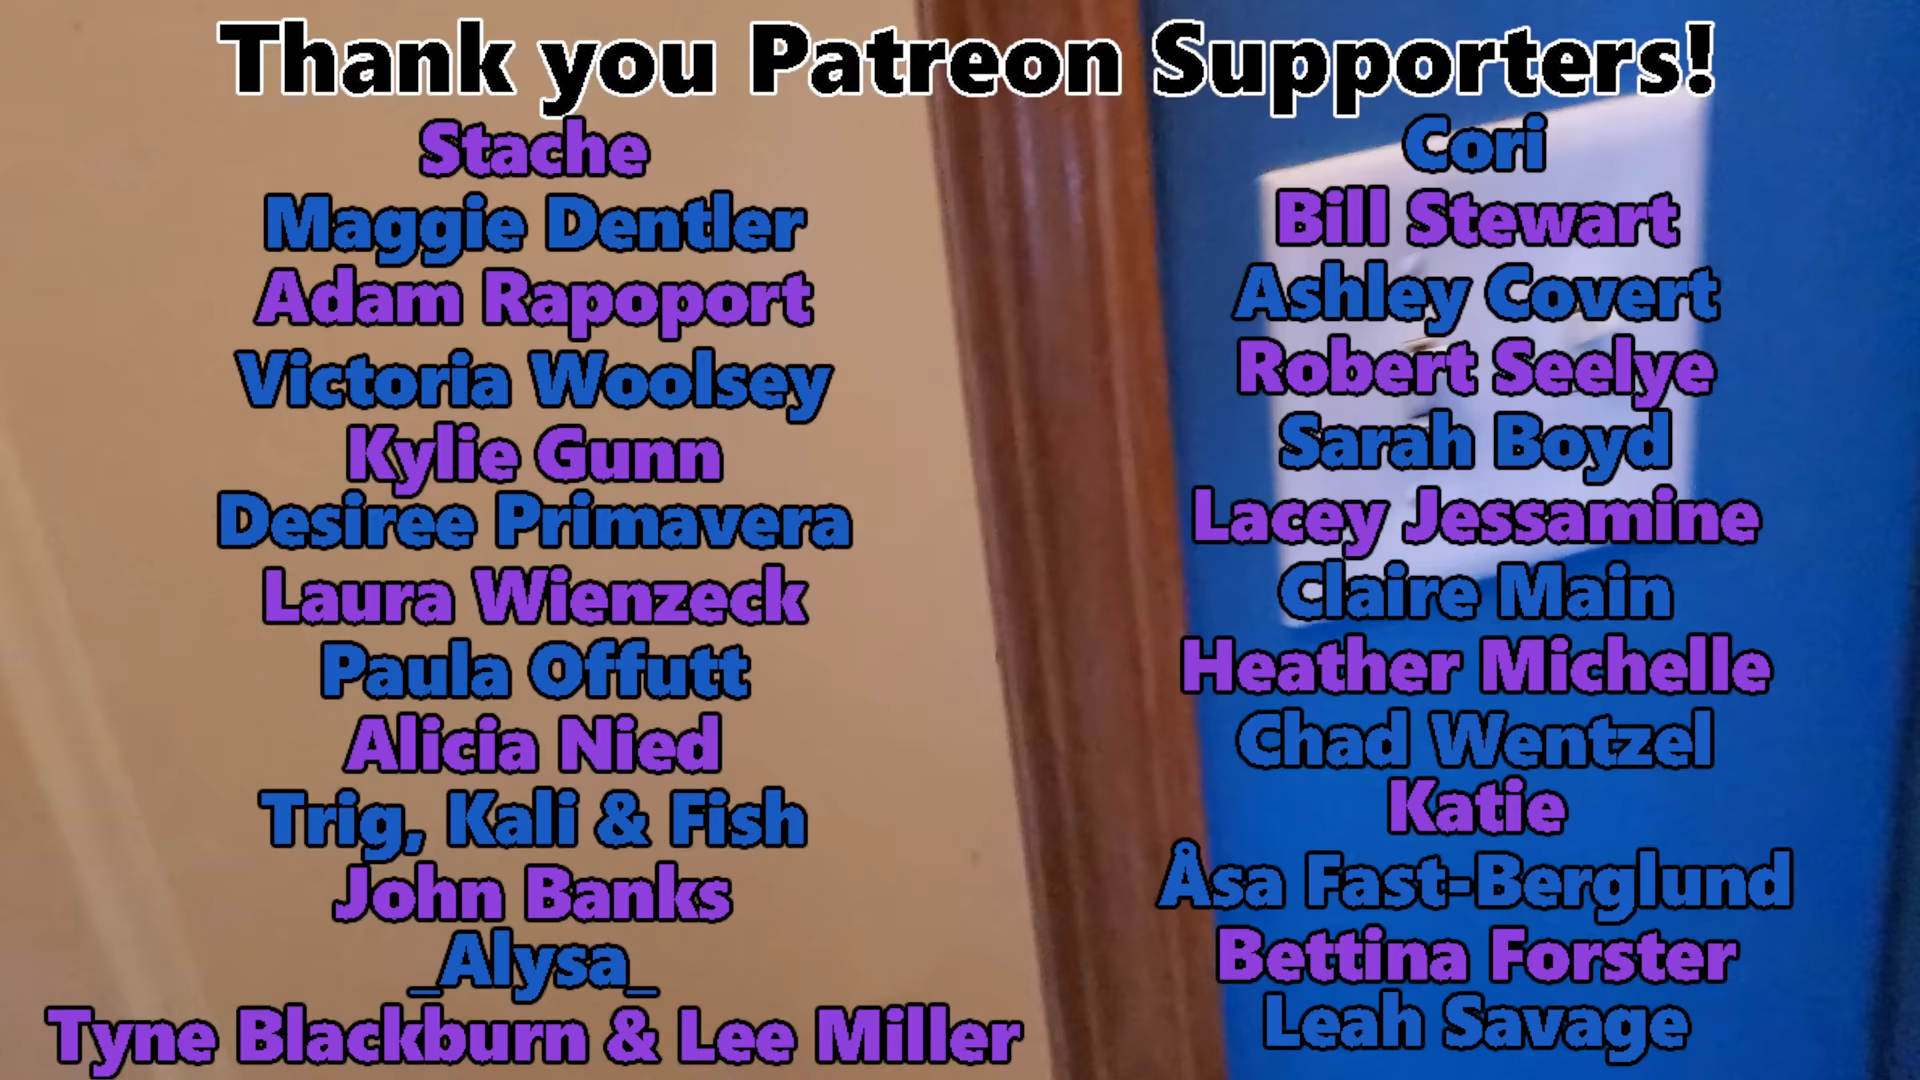 Thank you Patreon Supporters!
Stache
Maggie Dentler
Adam Rapoport
Victoria Woolsey
Kylie Gunn
Desiree Primavera
Laura Wienzeck
Paula Offutt
Alicia Nied
Trig, Kali & Fish
John Banks
_Alysa_
Tyne Blackburn & Lee Miller
Cori
Bill Stewart
Ashley Covert
Robert Seelye
Sarah Boyd
Lacey Jessamine
Claire Main
Heather Michelle
Chad Wentzel
Katie
Åsa Fast-Berglund
Bettina Forster
Leah Savage